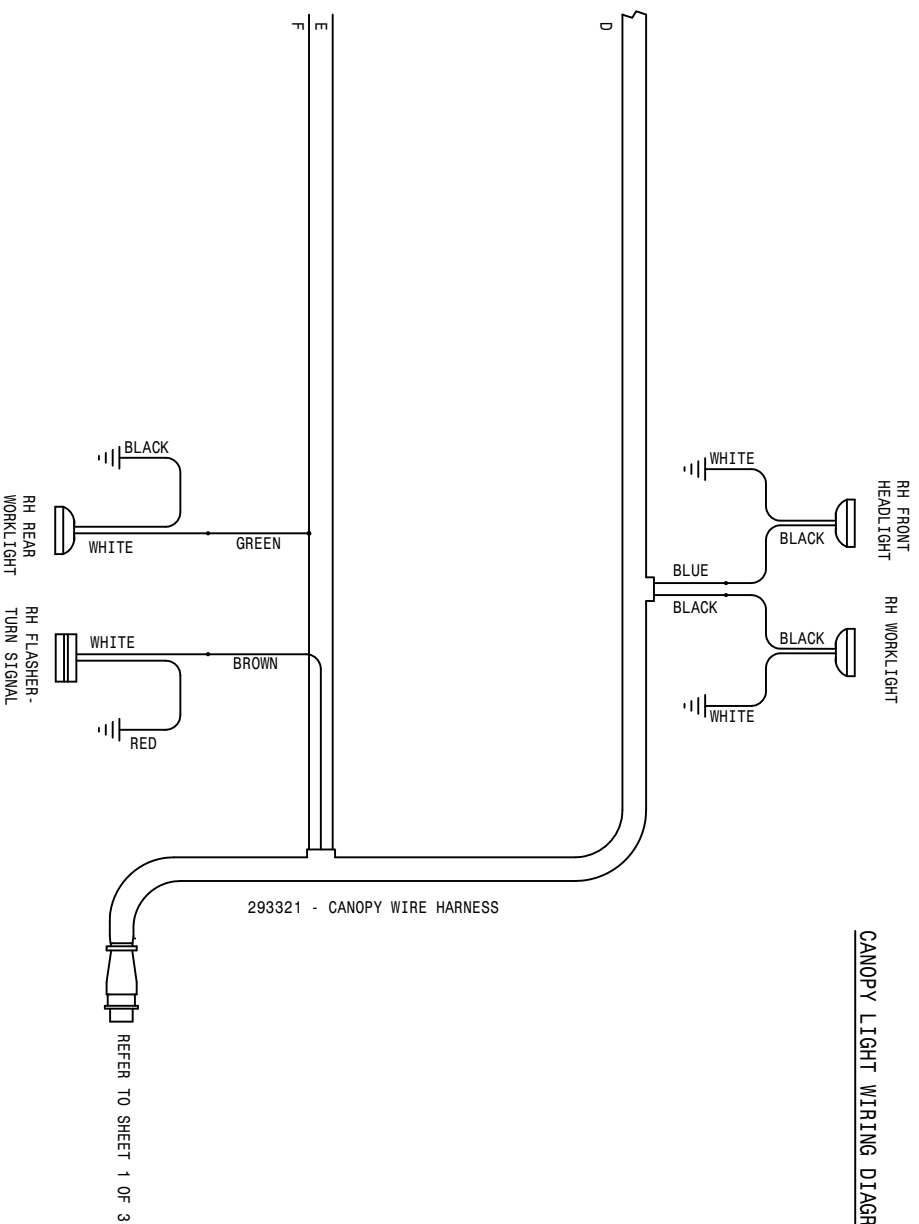 CANOPY LIGHT WIRING DIAGR
RH FRONT
HEADLIGHT
RH WORKLIGHT
WHITE
BLACK
BLUE
BLACK
BLACK
WHITE
D
E
F
BLACK
WHITE
GREEN
WHITE
BROWN
RED
RH REAR
WORKLIGHT
RH FLASHER-
TURN SIGNAL
293321 - CANOPY WIRE HARNESS
REFER TO SHEET 1 OF 3